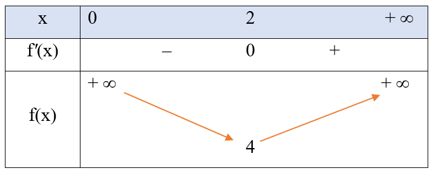 x 0 2 + ∞
f′(x) – 0 +
+ ∞ + ∞
f(x)
4